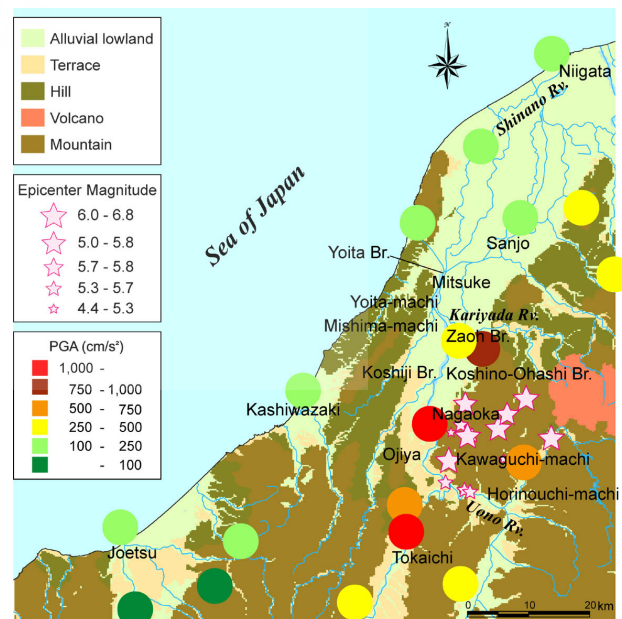 Alluvial lowland
Terrace
Hill
Volcano
Mountain
Epicenter Magnitude
6.0 - 6.8
5.0 - 5.8
5.7 - 5.8
5.3 - 5.7
4.4 - 5.3
PGA (cm/s²)
1,000 -
750 - 1,000
500 - 750
250 - 500
100 - 250
- 100
N
Niigata
Shinano Rv.
Sea of Japan
Sanjo
Yoita Br.
Mitsuke
Yoita-machi
Kariyada Rv.
Mishima-machi
Zaoh Br.
Koshiji Br.
Koshino-Ohashi Br.
Kashiwazaki
Nagaoka
Ojiya
Kawaguchi-machi
Horinouchi-machi
Uono Rv.
Joetsu
Tokaichi
0 10 20 km